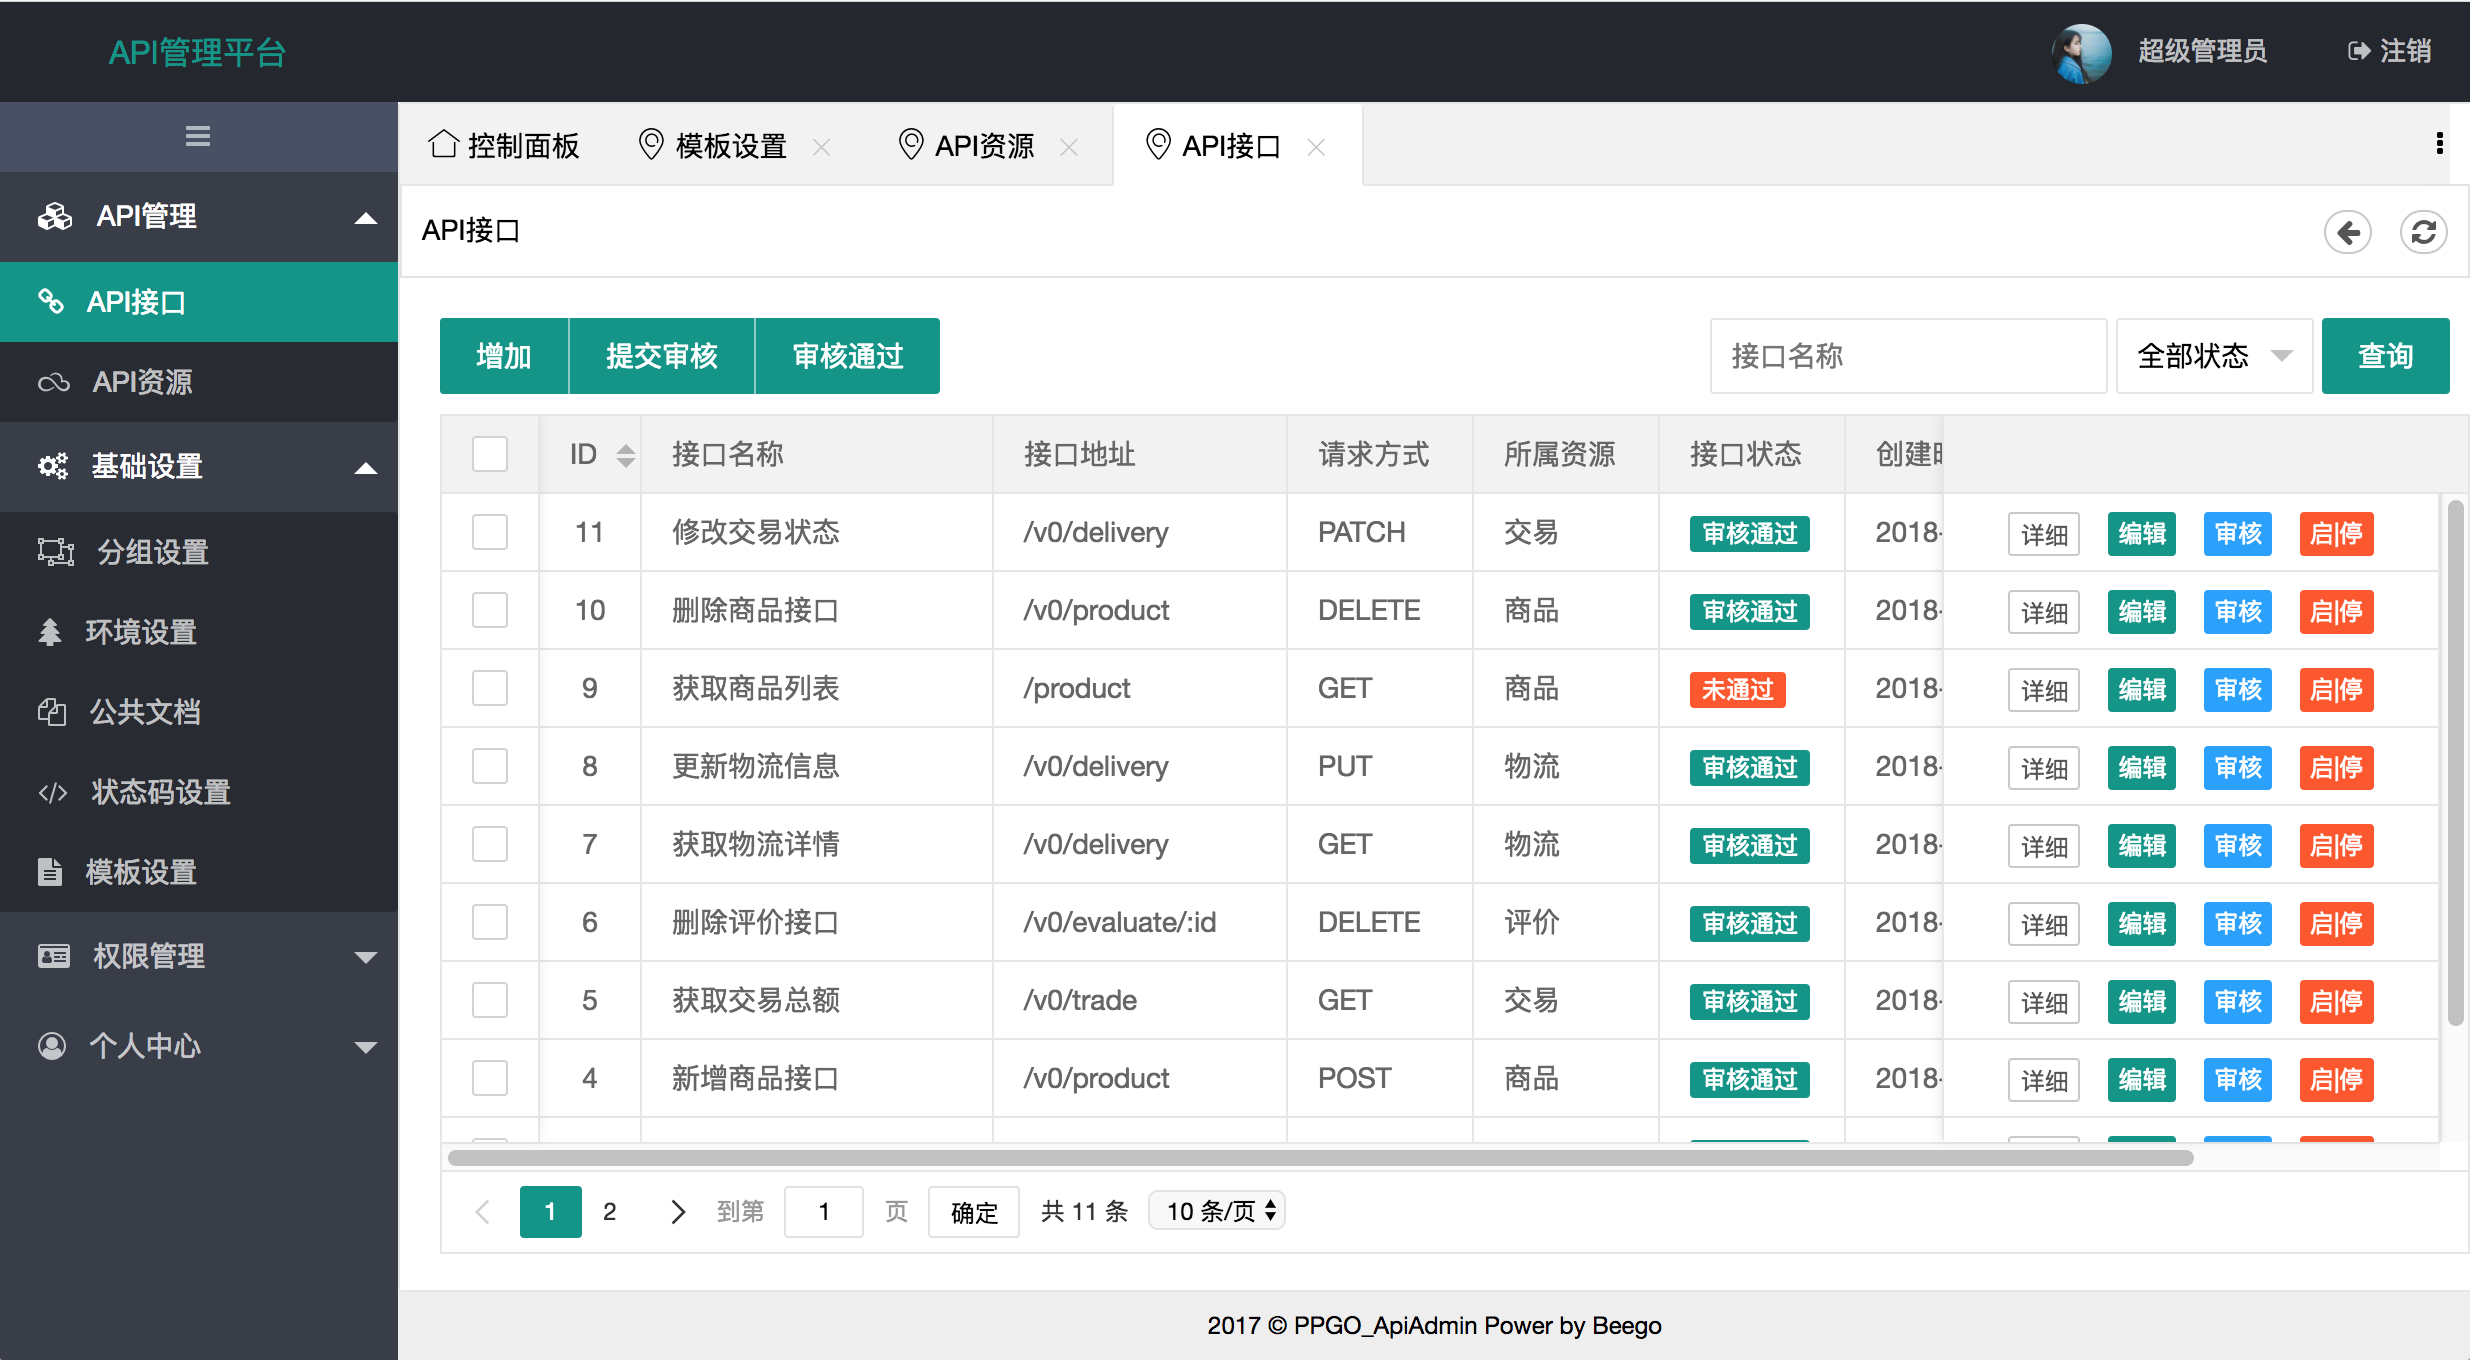 API管理平台
超级管理员
注销
控制面板
模板设置
API资源
API接口
API管理
API接口
API资源
基础设置
分组设置
环境设置
公共文档
状态码设置
模板设置
权限管理
个人中心
API接口
增加 提交审核 审核通过
接口名称 全部状态 查询
ID 接口名称 接口地址 请求方式 所属资源 接口状态 创建
11 修改交易状态 /v0/delivery PATCH 交易 审核通过 2018- 详细 编辑 审核 启|停
10 删除商品接口 /v0/product DELETE 商品 审核通过 2018- 详细 编辑 审核 启|停
9 获取商品列表 /product GET 商品 未通过 2018- 详细 编辑 审核 启|停
8 更新物流信息 /v0/delivery PUT 物流 审核通过 2018- 详细 编辑 审核 启|停
7 获取物流详情 /v0/delivery GET 物流 审核通过 2018- 详细 编辑 审核 启|停
6 删除评价接口 /v0/evaluate/:id DELETE 评价 审核通过 2018- 详细 编辑 审核 启|停
5 获取交易总额 /v0/trade GET 交易 审核通过 2018- 详细 编辑 审核 启|停
4 新增商品接口 /v0/product POST 商品 审核通过 2018- 详细 编辑 审核 启|停
1 2 到第 1 页 确定 共 11 条 10 条/页
2017 © PPGO_ApiAdmin Power by Beego